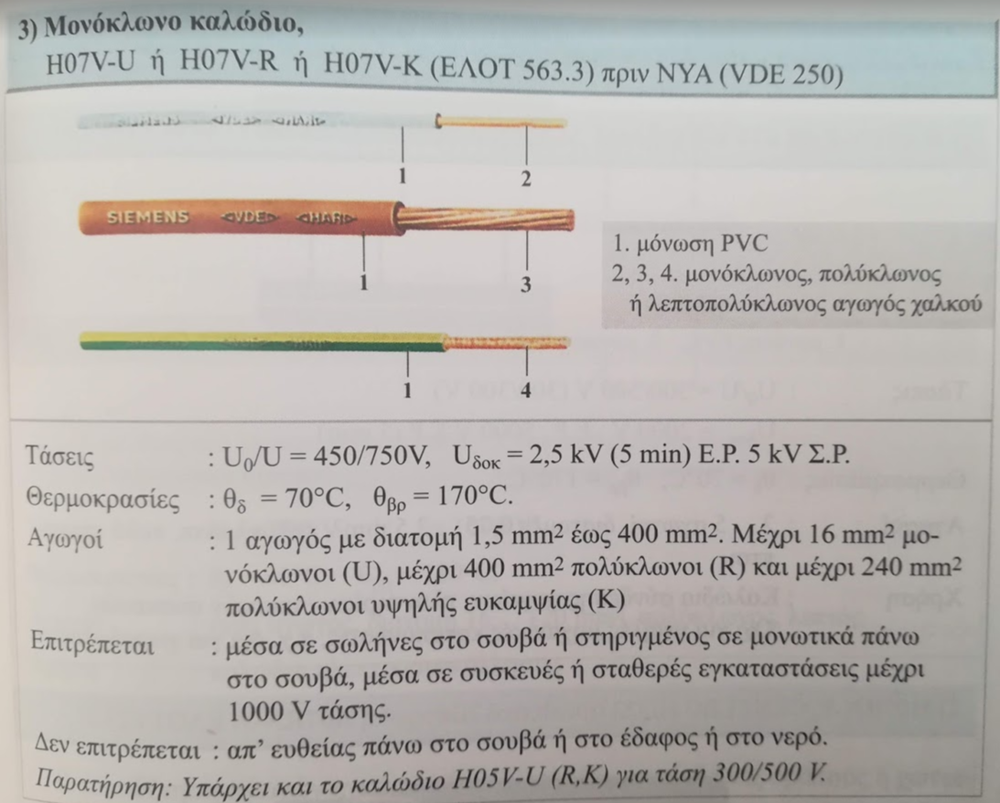 3) Μονόκλωνο καλώδιο,
H07V-U ή H07V-R ή H07V-K (ΕΛΟΤ 563.3) πριν NYA (VDE 250)
1
2
SIEMENS ◁VDE▷ ◁HAR▷
1
3
1. μόνωση PVC
2, 3, 4. μονόκλωνος, πολύκλωνος
ή λεπτοπολύκλωνος αγωγός χαλκού
1
4
Τάσεις : U₀/U = 450/750V, Uδοκ = 2,5 kV (5 min) Ε.Ρ. 5 kV Σ.Ρ.
Θερμοκρασίες : θδ = 70°C, θβρ = 170°C.
Αγωγοί : 1 αγωγός με διατομή 1,5 mm² έως 400 mm². Μέχρι 16 mm² μο-
νόκλωνοι (U), μέχρι 400 mm² πολύκλωνοι (R) και μέχρι 240 mm²
πολύκλωνοι υψηλής ευκαμψίας (K)
Επιτρέπεται : μέσα σε σωλήνες στο σουβά ή στηριγμένος σε μονωτικά πάνω
στο σουβά, μέσα σε συσκευές ή σταθερές εγκαταστάσεις μέχρι
1000 V τάσης.
Δεν επιτρέπεται : απ' ευθείας πάνω στο σουβά ή στο έδαφος ή στο νερό.
Παρατήρηση: Υπάρχει και το καλώδιο H05V-U (R,K) για τάση 300/500 V.